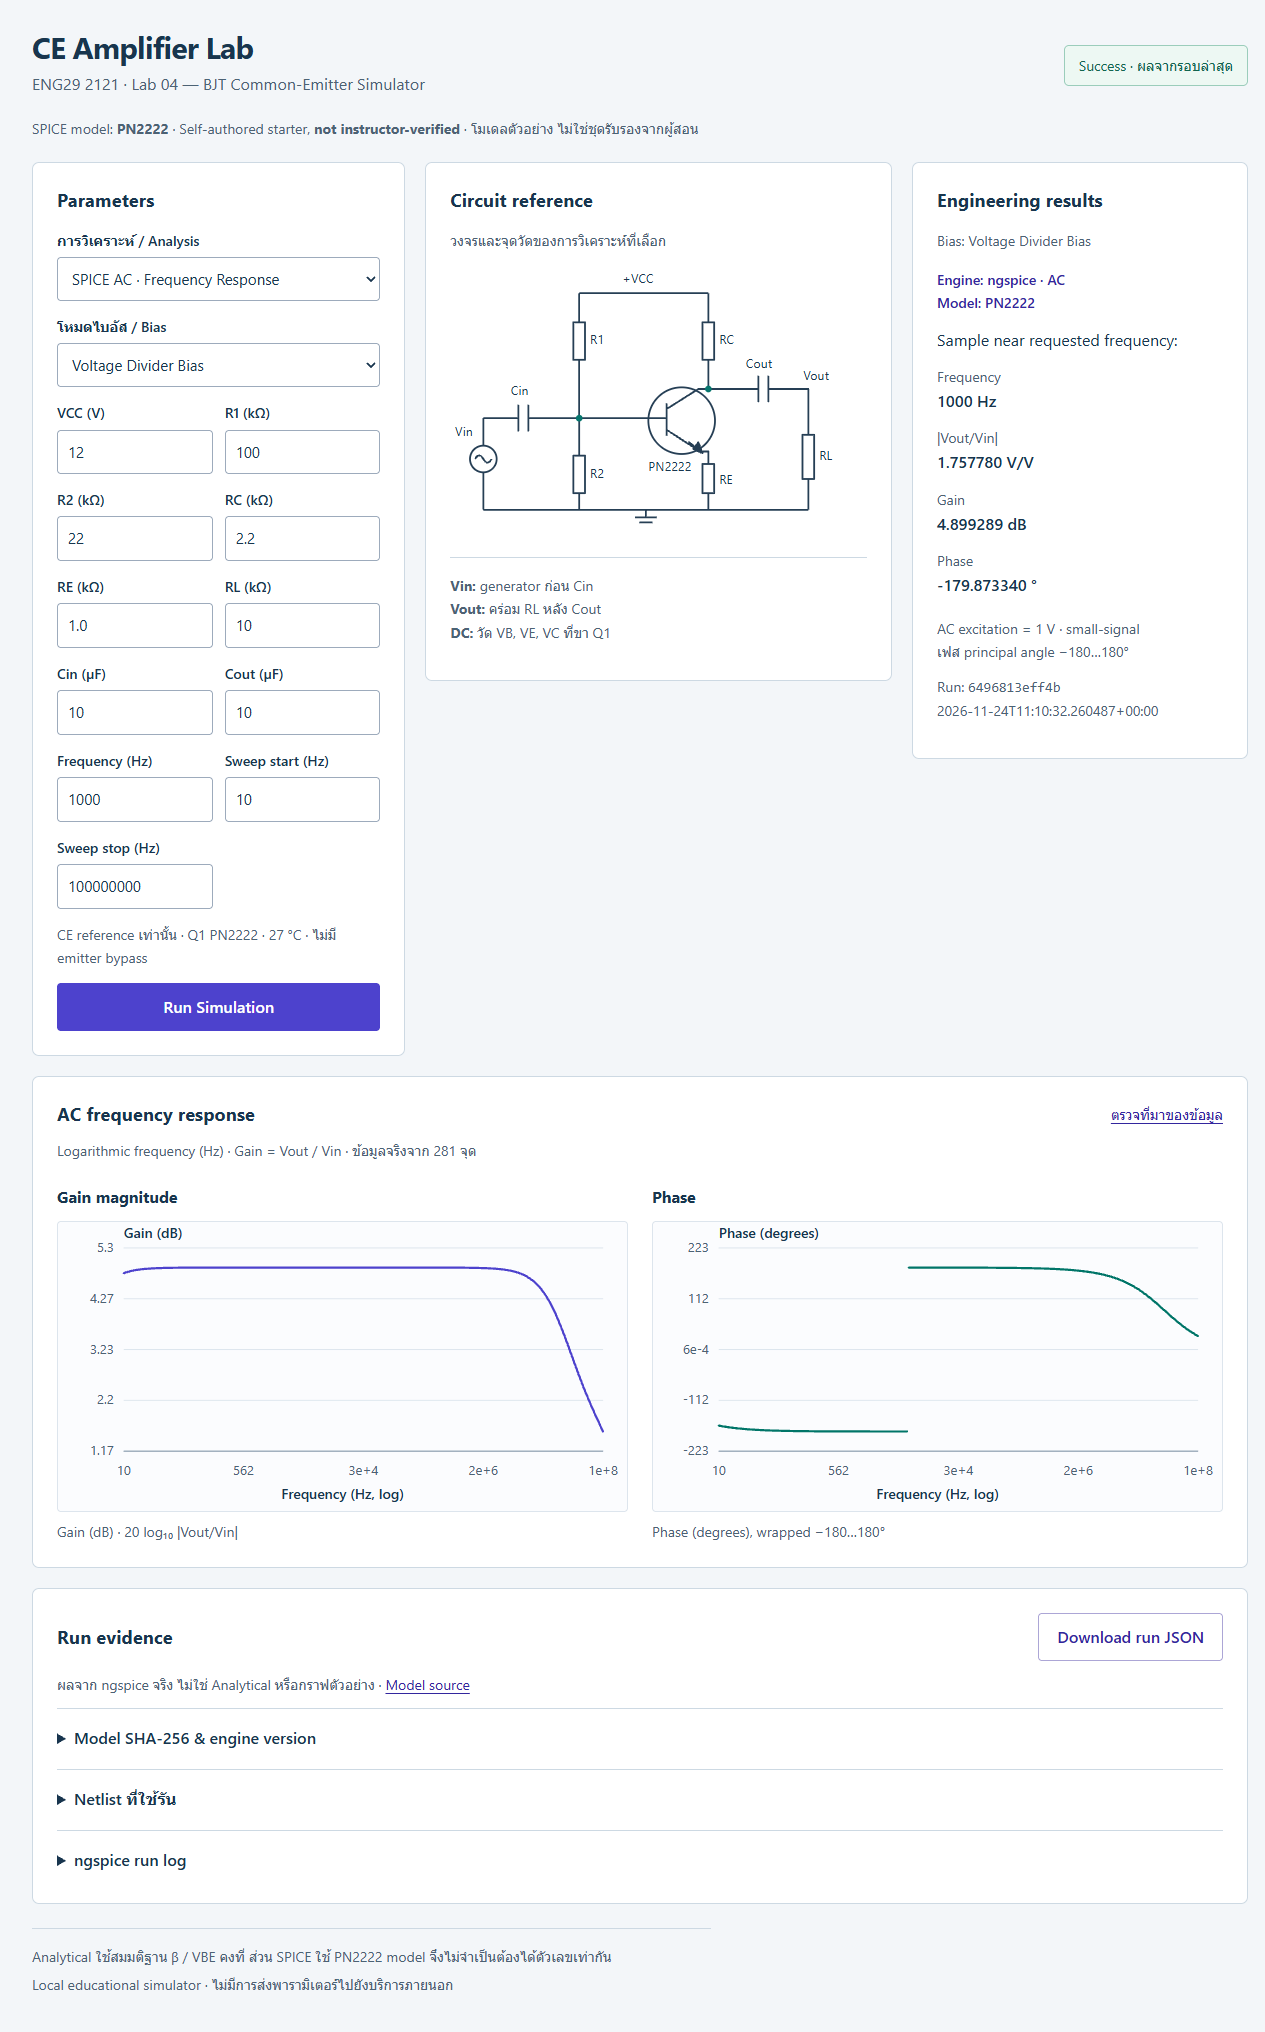 CE Amplifier Lab
ENG29 2121 · Lab 04 — BJT Common-Emitter Simulator
Success · ผลจากรอบล่าสุด
SPICE model: PN2222 · Self-authored starter, not instructor-verified · โมเดลตัวอย่าง ไม่ใช่ชุดรับรองจากผู้สอน
Parameters
การวิเคราะห์ / Analysis
SPICE AC · Frequency Response
โหมดไบอัส / Bias
Voltage Divider Bias
VCC (V)
R1 (kΩ)
12
100
R2 (kΩ)
RC (kΩ)
22
2.2
RE (kΩ)
RL (kΩ)
1.0
10
Cin (μF)
Cout (μF)
10
10
Frequency (Hz)
Sweep start (Hz)
1000
10
Sweep stop (Hz)
100000000
CE reference เท่านั้น · Q1 PN2222 · 27 °C · ไม่มี
emitter bypass
Run Simulation
Circuit reference
วงจรและจุดวัดของการวิเคราะห์ที่เลือก
+VCC
R1
RC
Cout
Vout
Cin
Vin
PN2222
R2
RE
RL
Vin: generator ก่อน Cin
Vout: คร่อม RL หลัง Cout
DC: วัด VB, VE, VC ที่ขา Q1
Engineering results
Bias: Voltage Divider Bias
Engine: ngspice · AC
Model: PN2222
Sample near requested frequency:
Frequency
1000 Hz
|Vout/Vin|
1.757780 V/V
Gain
4.899289 dB
Phase
-179.873340 °
AC excitation = 1 V · small-signal
เฟส principal angle −180…180°
Run: 6496813eff4b
2026-11-24T11:10:32.260487+00:00
AC frequency response
ตรวจที่มาของข้อมูล
Logarithmic frequency (Hz) · Gain = Vout / Vin · ข้อมูลจริงจาก 281 จุด
Gain magnitude
Gain (dB)
5.3
4.27
3.23
2.2
1.17
10
562
3e+4
2e+6
1e+8
Frequency (Hz, log)
Gain (dB) · 20 log₁₀ |Vout/Vin|
Phase
Phase (degrees)
223
112
6e-4
-112
-223
10
562
3e+4
2e+6
1e+8
Frequency (Hz, log)
Phase (degrees), wrapped −180…180°
Run evidence
Download run JSON
ผลจาก ngspice จริง ไม่ใช่ Analytical หรือกราฟตัวอย่าง · Model source
Model SHA-256 & engine version
Netlist ที่ใช้รัน
ngspice run log
Analytical ใช้สมมติฐาน β / VBE คงที่ ส่วน SPICE ใช้ PN2222 model จึงไม่จำเป็นต้องได้ตัวเลขเท่ากัน
Local educational simulator · ไม่มีการส่งพารามิเตอร์ไปยังบริการภายนอก